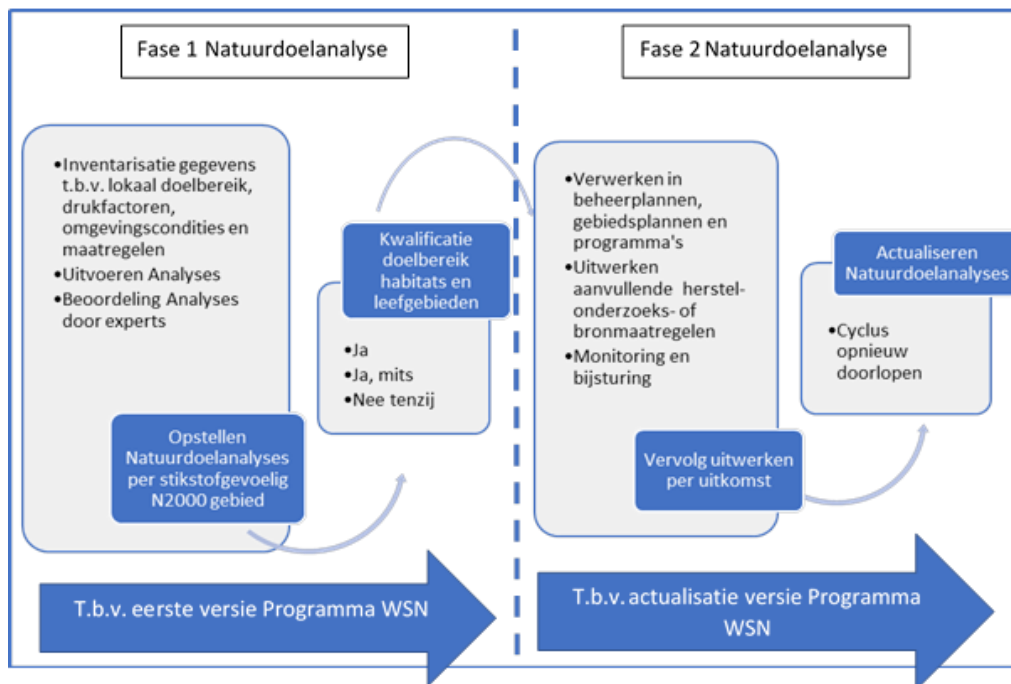 Fase 1 Natuurdoelanalyse
•Inventarisatie gegevens
t.b.v. lokaal doelbereik,
drukfactoren,
omgevingscondities en
maatregelen
•Uitvoeren Analyses
•Beoordeling Analyses
door experts
Opstellen
Natuurdoelanalyses
per stikstofgevoelig
N2000 gebied
Kwalificatie
doelbereik
habitats en
leefgebieden
•Ja
•Ja, mits
•Nee tenzij
T.b.v. eerste versie Programma WSN
Fase 2 Natuurdoelanalyse
•Verwerken in
beheerplannen,
gebiedsplannen en
programma's
•Uitwerken
aanvullende herstel-
onderzoeks- of
bronmaatregelen
•Monitoring en
bijsturing
Vervolg uitwerken
per uitkomst
Actualiseren
Natuurdoelanalyses
•Cyclus
opnieuw
doorlopen
T.b.v. actualisatie versie Programma
WSN